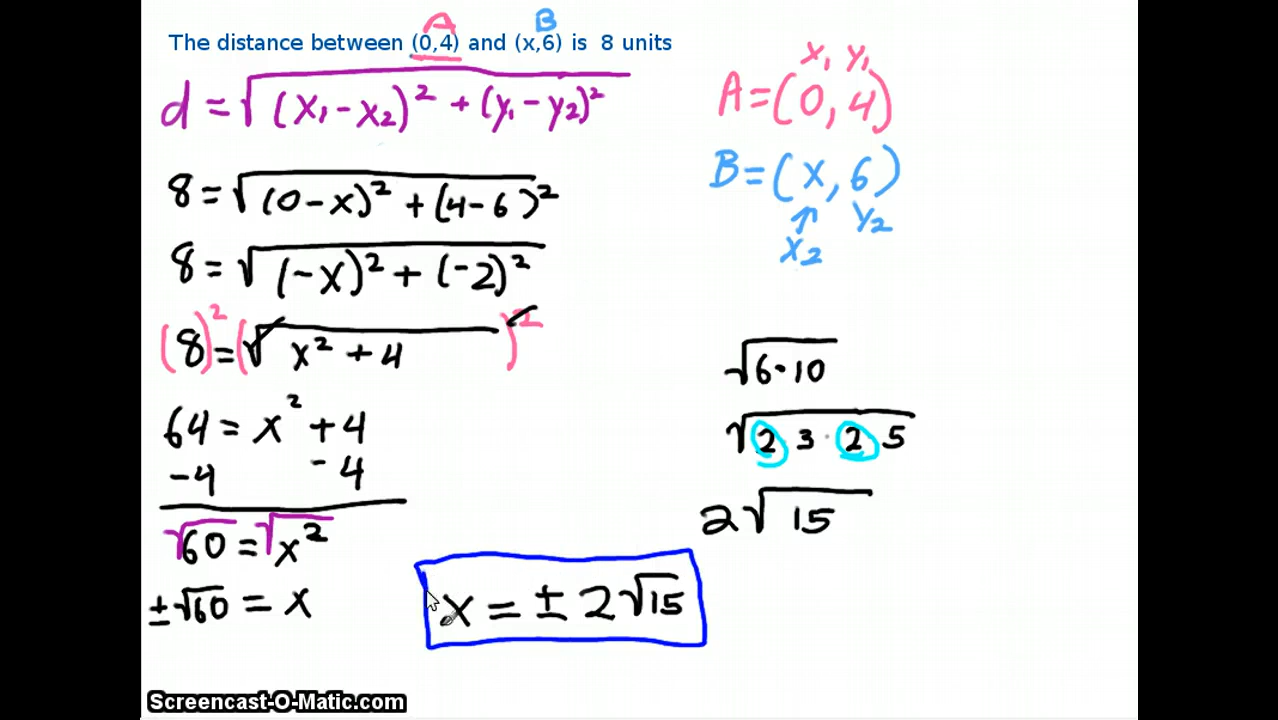 A B
The distance between (0,4) and (x,6) is 8 units
d = √((x₁ - x₂)² + (y₁ - y₂)²)
8 = √((0 - x)² + (4 - 6)²)
8 = √((-x)² + (-2)²)
(8)² = (√(x² + 4))²
64 = x² + 4
-4 -4
√60 = √x²
±√60 = x
x₁ y₁
A = (0, 4)
B = (x, 6)
↑ y₂
x₂
√6·10
√2 3 · 2 5
2√15
x = ± 2√15
Screencast-O-Matic.com